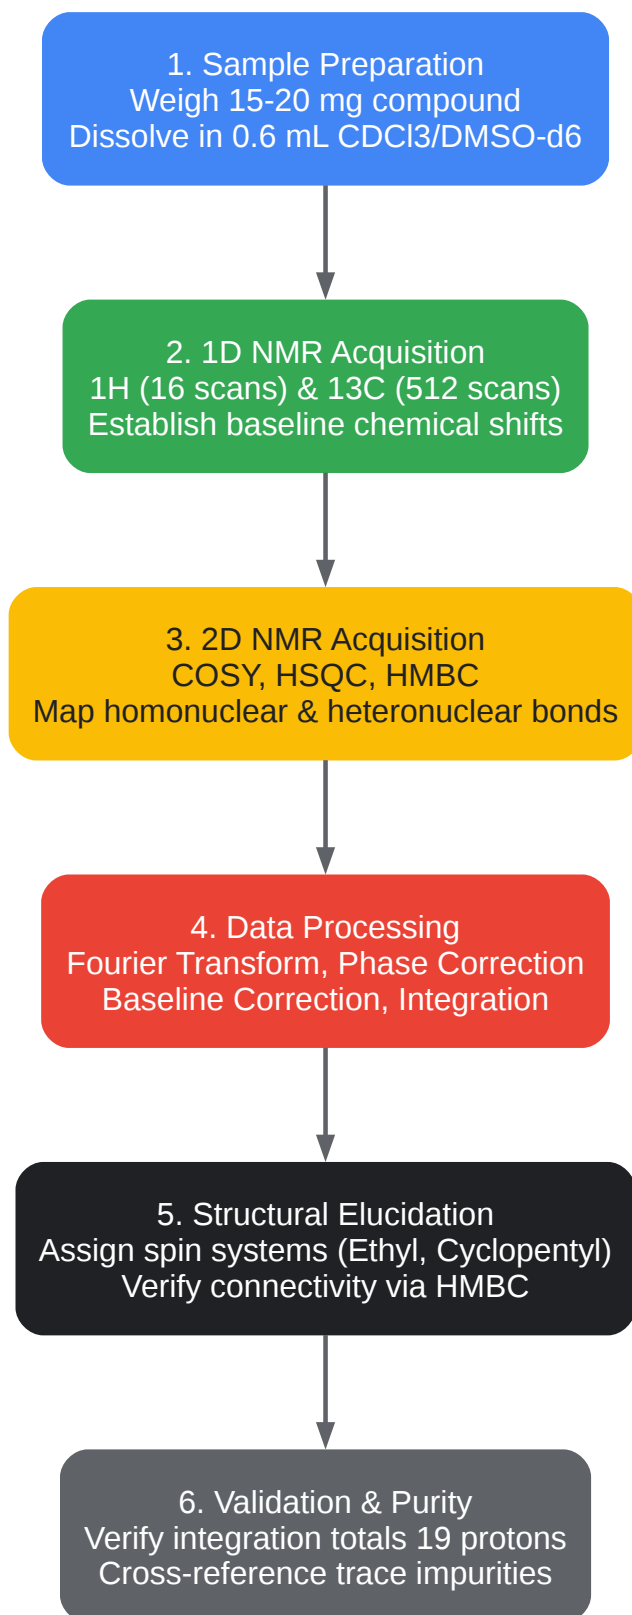 1. Sample Preparation
Weigh 15-20 mg compound
Dissolve in 0.6 mL CDCl3/DMSO-d6
2. 1D NMR Acquisition
1H (16 scans) & 13C (512 scans)
Establish baseline chemical shifts
3. 2D NMR Acquisition
COSY, HSQC, HMBC
Map homonuclear & heteronuclear bonds
4. Data Processing
Fourier Transform, Phase Correction
Baseline Correction, Integration
5. Structural Elucidation
Assign spin systems (Ethyl, Cyclopentyl)
Verify connectivity via HMBC
6. Validation & Purity
Verify integration totals 19 protons
Cross-reference trace impurities